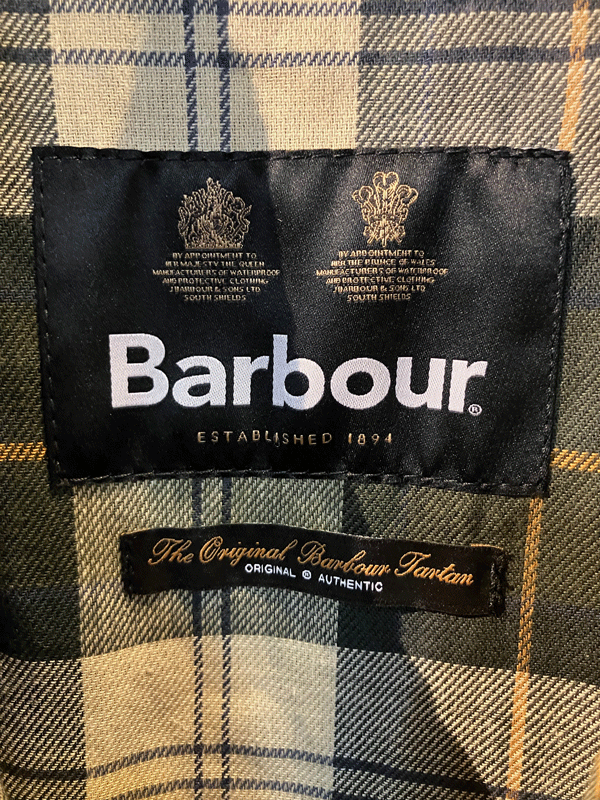 BY APPOINTMENT TO
HER MAJESTY THE QUEEN
MANUFACTURERS OF WATERPROOF
AND PROTECTIVE CLOTHING
J BARBOUR & SONS LTD
SOUTH SHIELDS
BY APPOINTMENT TO
HRH THE PRINCE OF WALES
MANUFACTURERS OF WATERPROOF
AND PROTECTIVE CLOTHING
J BARBOUR & SONS LTD
SOUTH SHIELDS
Barbour®
ESTABLISHED 1894
The Original Barbour Tartan
ORIGINAL ® AUTHENTIC